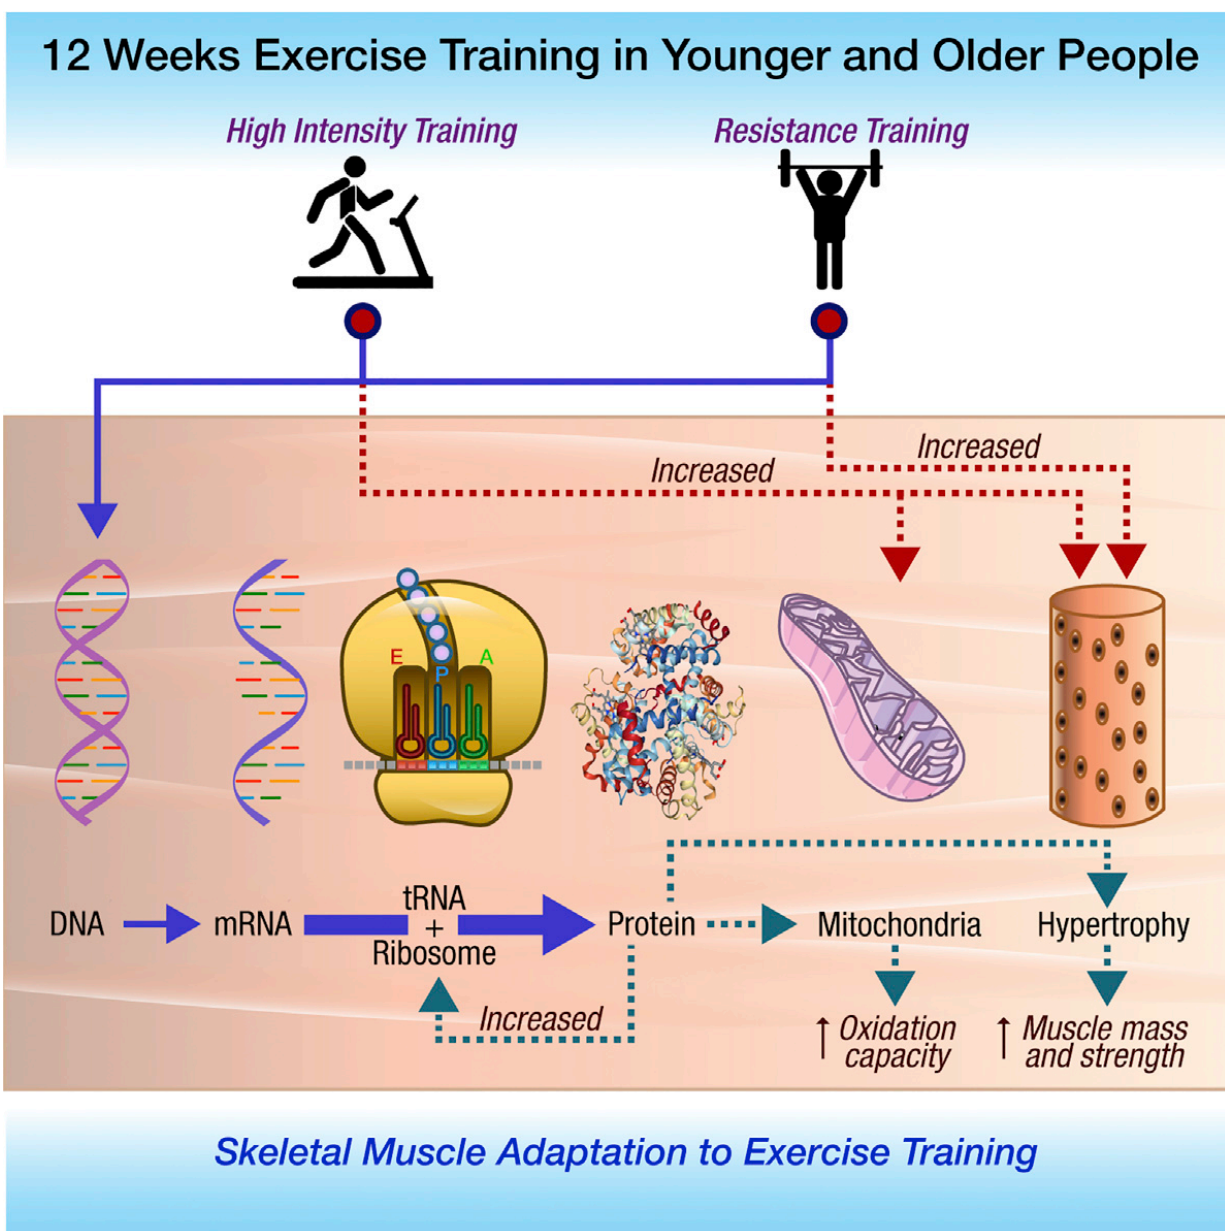 12 Weeks Exercise Training in Younger and Older People
High Intensity Training
Resistance Training
Increased
Increased
E
P
A
DNA
mRNA
tRNA
+
Ribosome
Protein
Mitochondria
Hypertrophy
Increased
↑ Oxidation
capacity
↑ Muscle mass
and strength
Skeletal Muscle Adaptation to Exercise Training